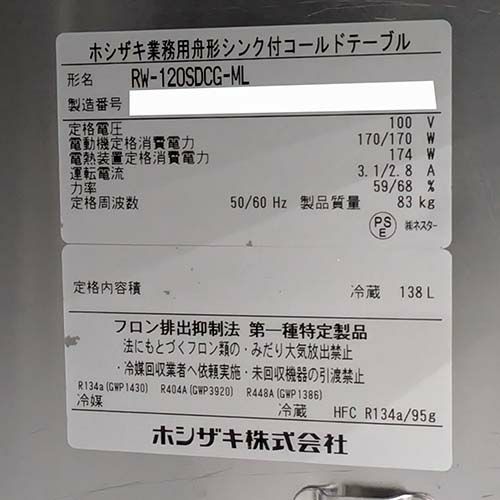 ホシザキ業務用舟形シンク付コールドテーブル
形名 RW-120SDCG-ML
製造番号
定格電圧 100 V
電動機定格消費電力 170/170 W
電熱装置定格消費電力 174 W
運転電流 3.1/2.8 A
力率 59/68 %
定格周波数 50/60 Hz 製品質量 83 kg
PS E ㈱ネスター
定格内容積 冷蔵 138 L
フロン排出抑制法 第一種特定製品
法にもとづくフロン類の・みだり大気放出禁止
・冷媒回収業者へ依頼実施・未回収機器の引渡禁止
R134a(GWP1430) R404A(GWP3920) R448A(GWP1386)
冷媒 冷蔵 HFC R134a/95g
ホシザキ株式会社